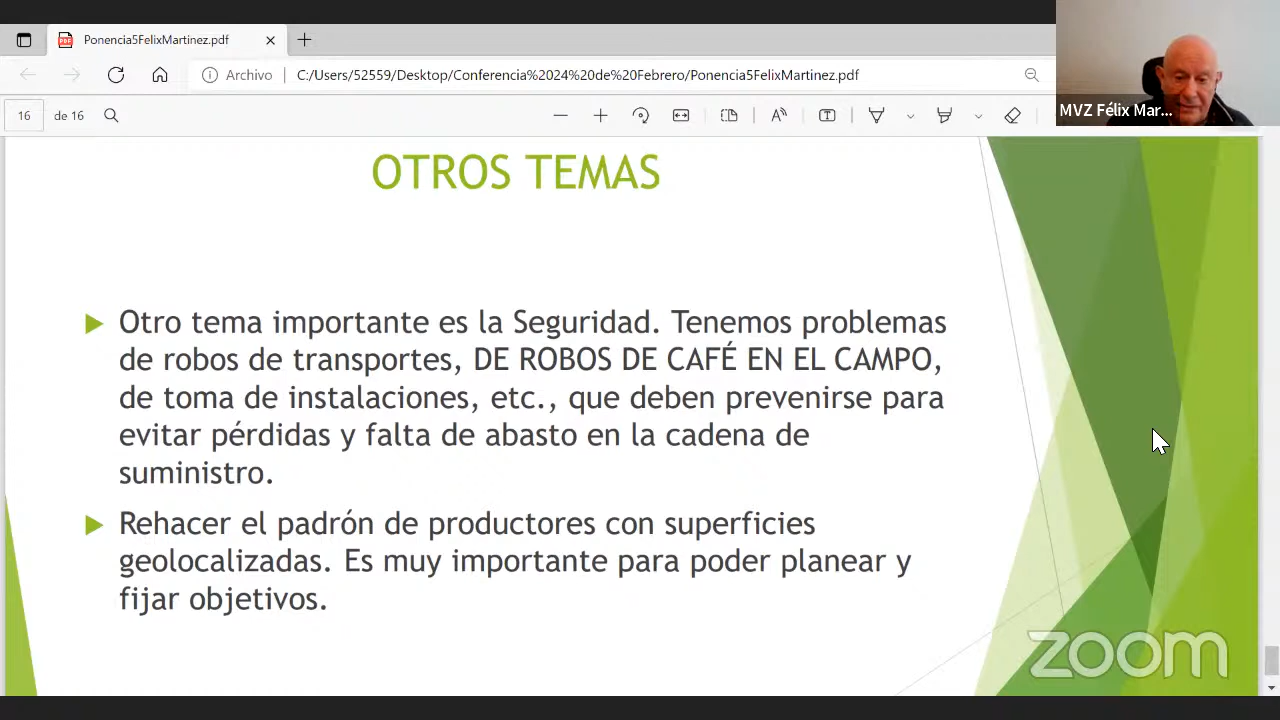 Ponencia5FelixMartinez.pdf
Archivo
C:/Users/52559/Desktop/Conferencia%2024%20de%20Febrero/Ponencia5FelixMartinez.pdf
MVZ Félix Mar...
16
de 16
OTROS TEMAS
Otro tema importante es la Seguridad. Tenemos problemas
de robos de transportes, DE ROBOS DE CAFÉ EN EL CAMPO,
de toma de instalaciones, etc., que deben prevenirse para
evitar pérdidas y falta de abasto en la cadena de
suministro.
Rehacer el padrón de productores con superficies
geolocalizadas. Es muy importante para poder planear y
fijar objetivos.
zoom